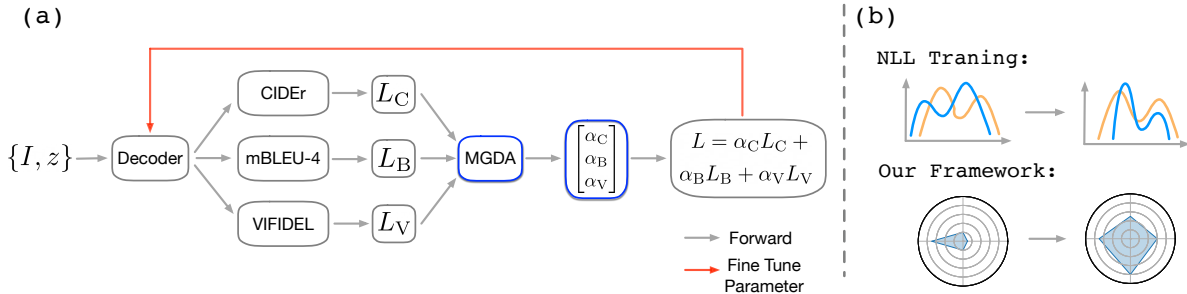 (a)
{I, z}
Decoder
CIDEr
mBLEU-4
VIFIDEL
L_C
L_B
L_V
MGDA
α_C
α_B
α_V
L = α_C L_C +
α_B L_B + α_V L_V
Forward
Fine Tune
Parameter
(b)
NLL Traning:
Our Framework: